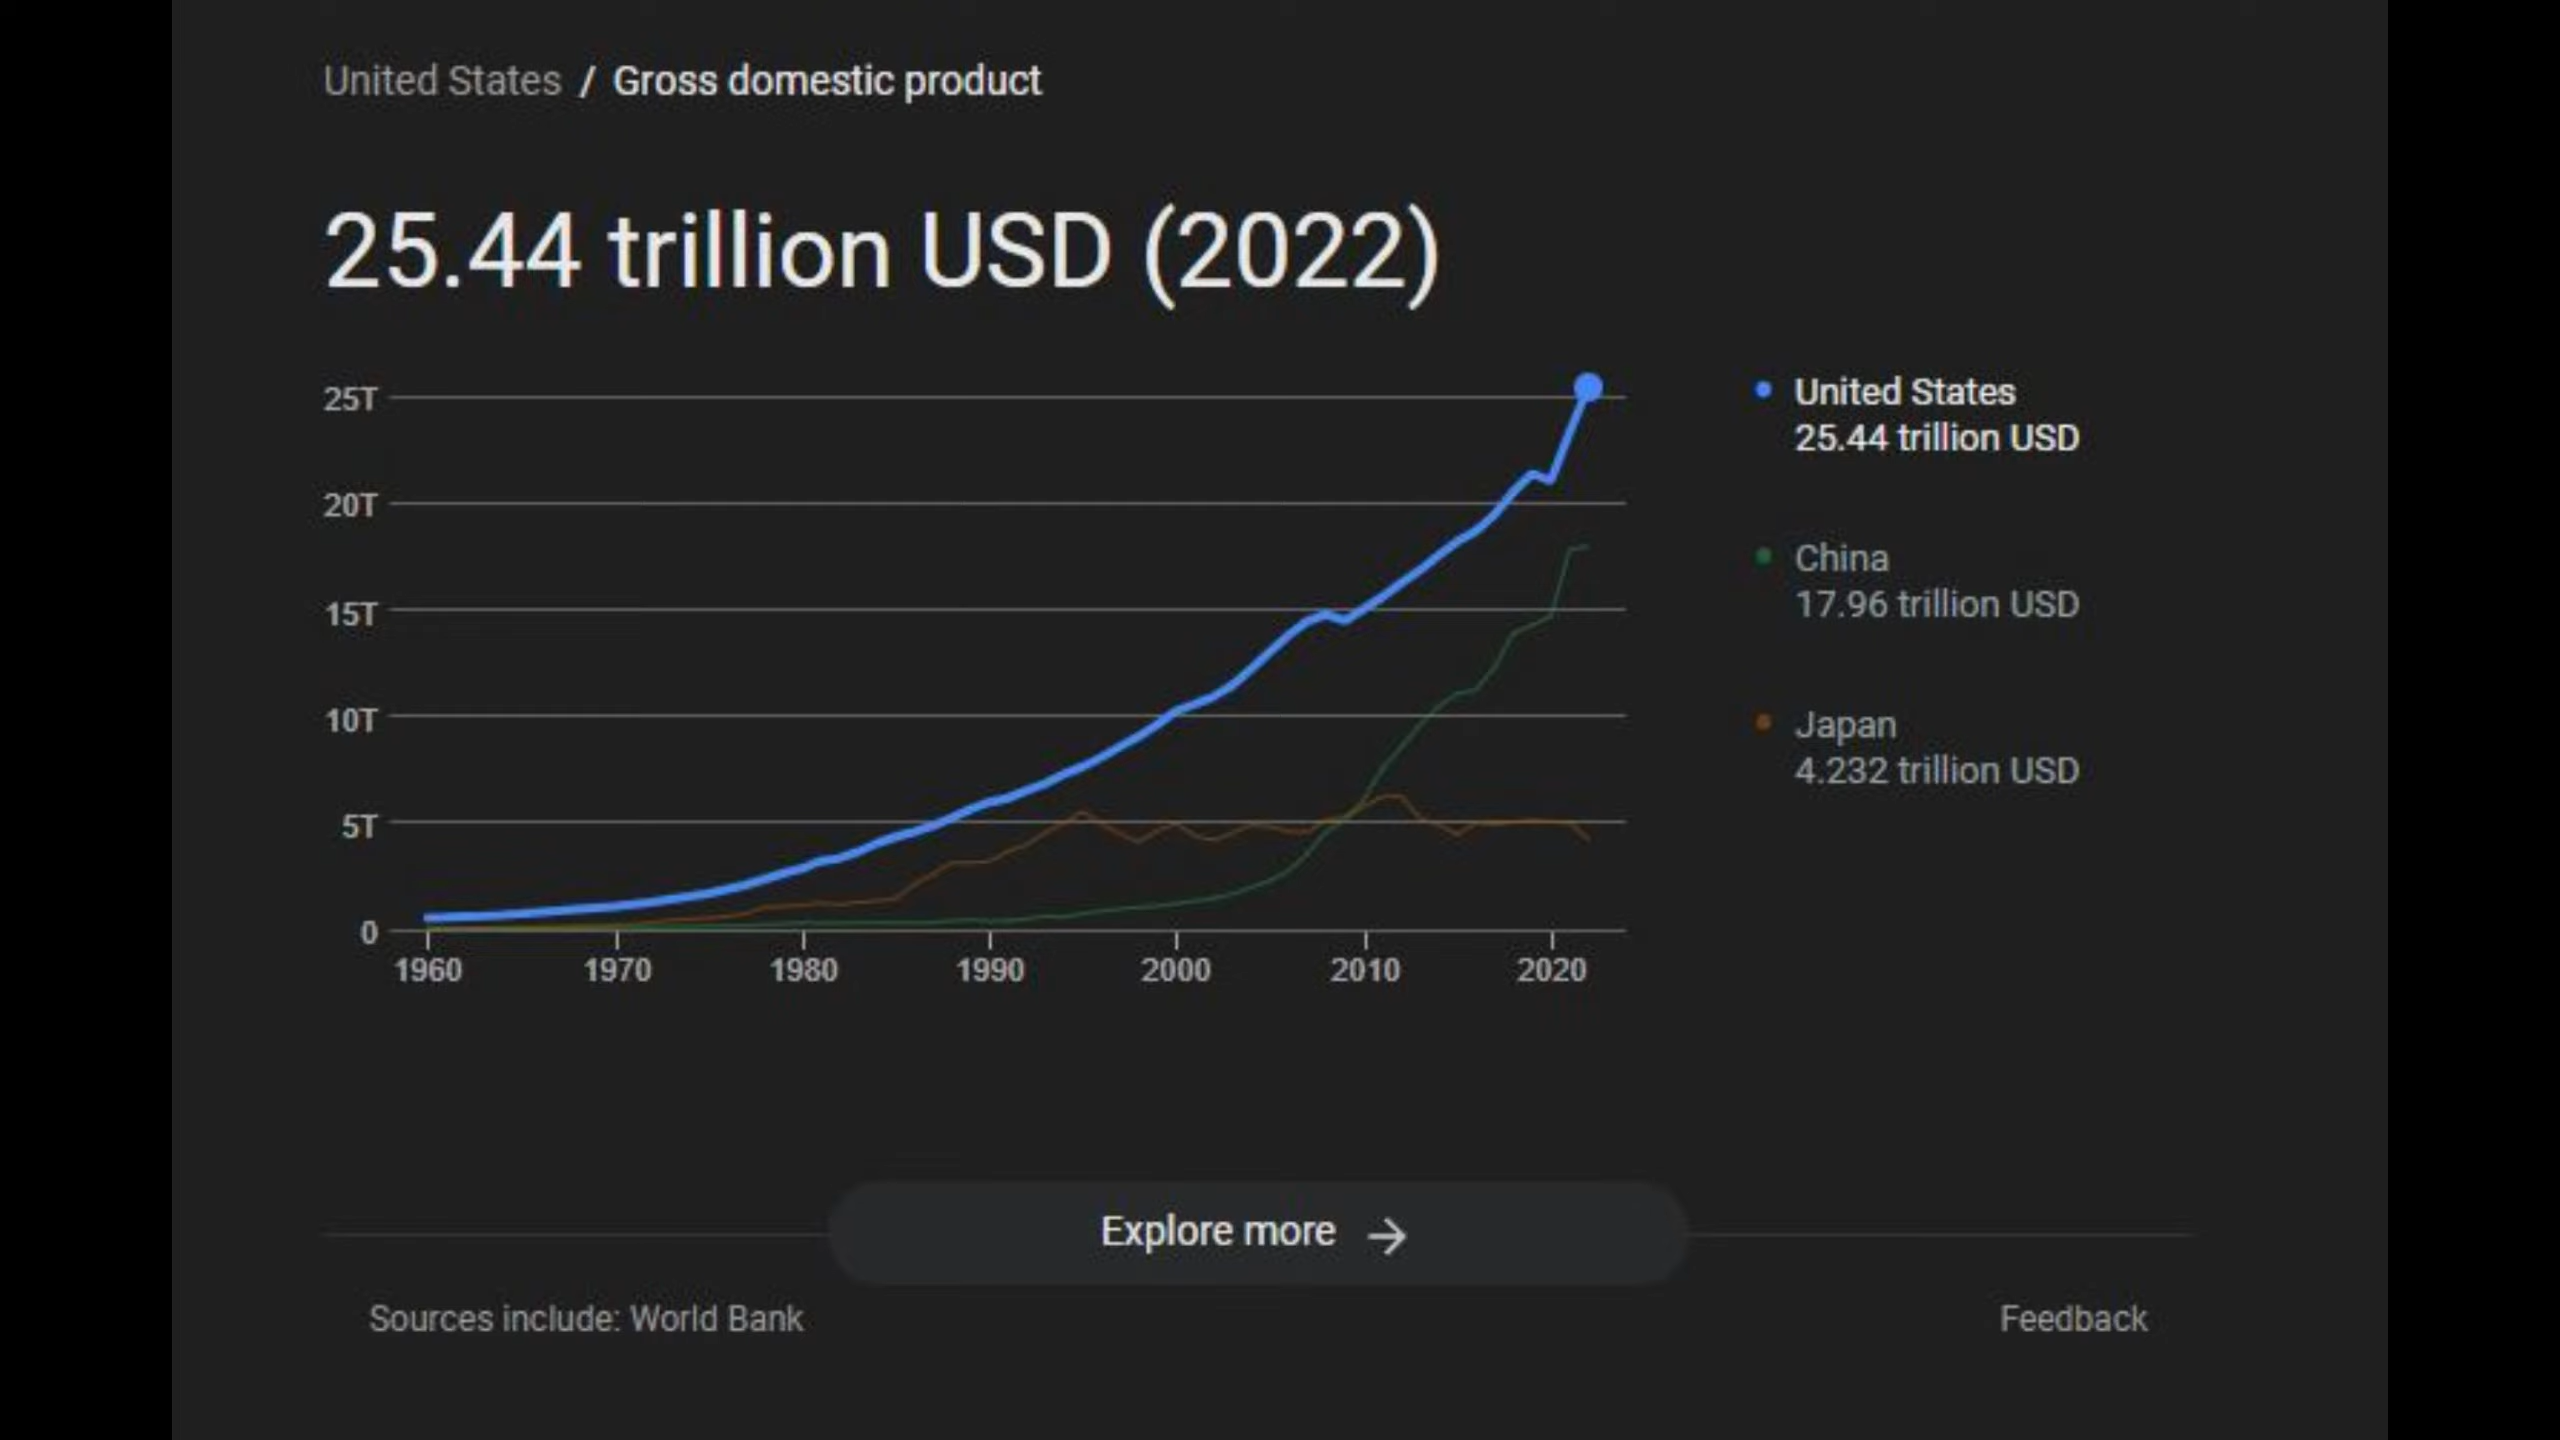 United States / Gross domestic product
25.44 trillion USD (2022)
25T
20T
15T
10T
5T
0
1960 1970 1980 1990 2000 2010 2020
United States
25.44 trillion USD
China
17.96 trillion USD
Japan
4.232 trillion USD
Explore more →
Sources include: World Bank
Feedback